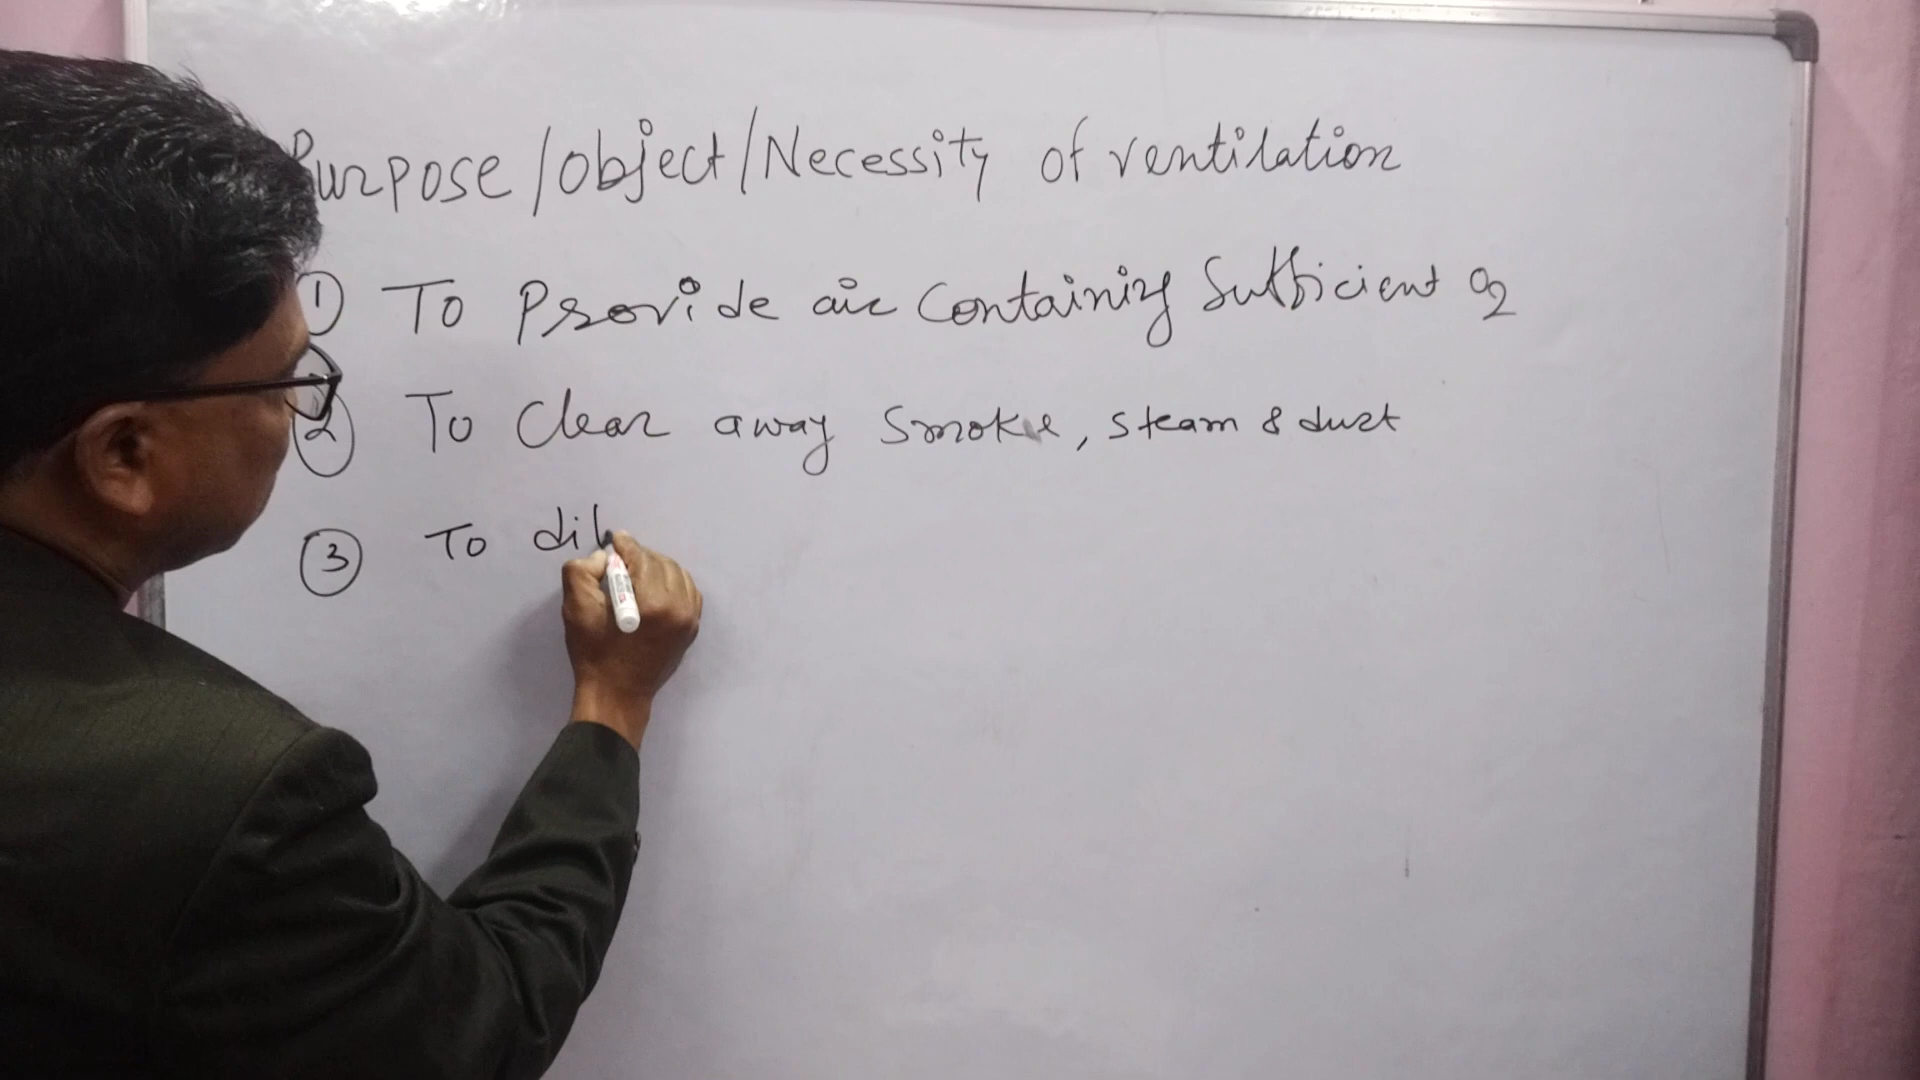 Purpose/object/Necessity of ventilation
① To Provide air Containing Sufficient O2
② To Clear away smoke, steam & dust
③ To dil